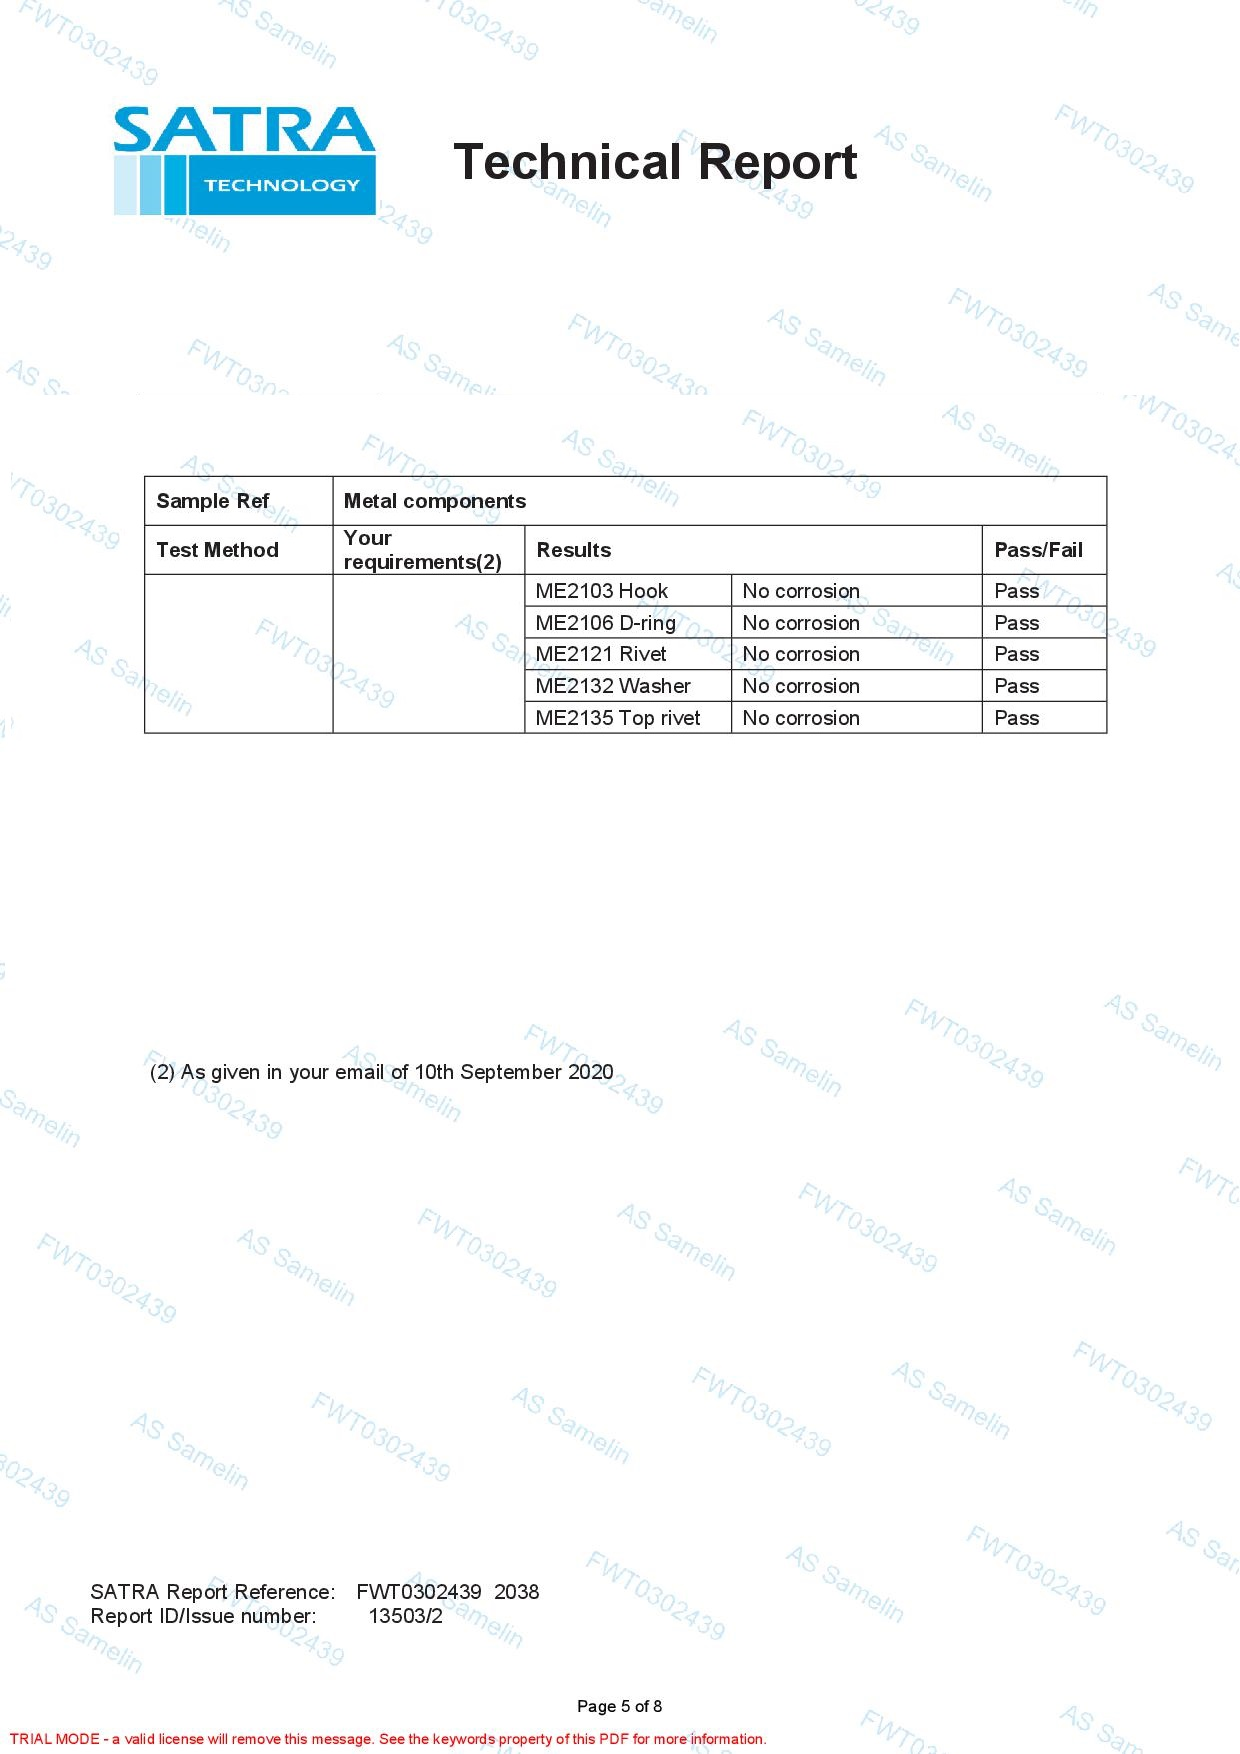 SATRA
TECHNOLOGY
Technical Report
Sample Ref Metal components
Test Method Your requirements(2) Results Pass/Fail
ME2103 Hook No corrosion Pass
ME2106 D-ring No corrosion Pass
ME2121 Rivet No corrosion Pass
ME2132 Washer No corrosion Pass
ME2135 Top rivet No corrosion Pass
(2) As given in your email of 10th September 2020
SATRA Report Reference: FWT0302439 2038
Report ID/Issue number: 13503/2
Page 5 of 8
TRIAL MODE - a valid license will remove this message. See the keywords property of this PDF for more information.
FWT0302439
AS Samelin